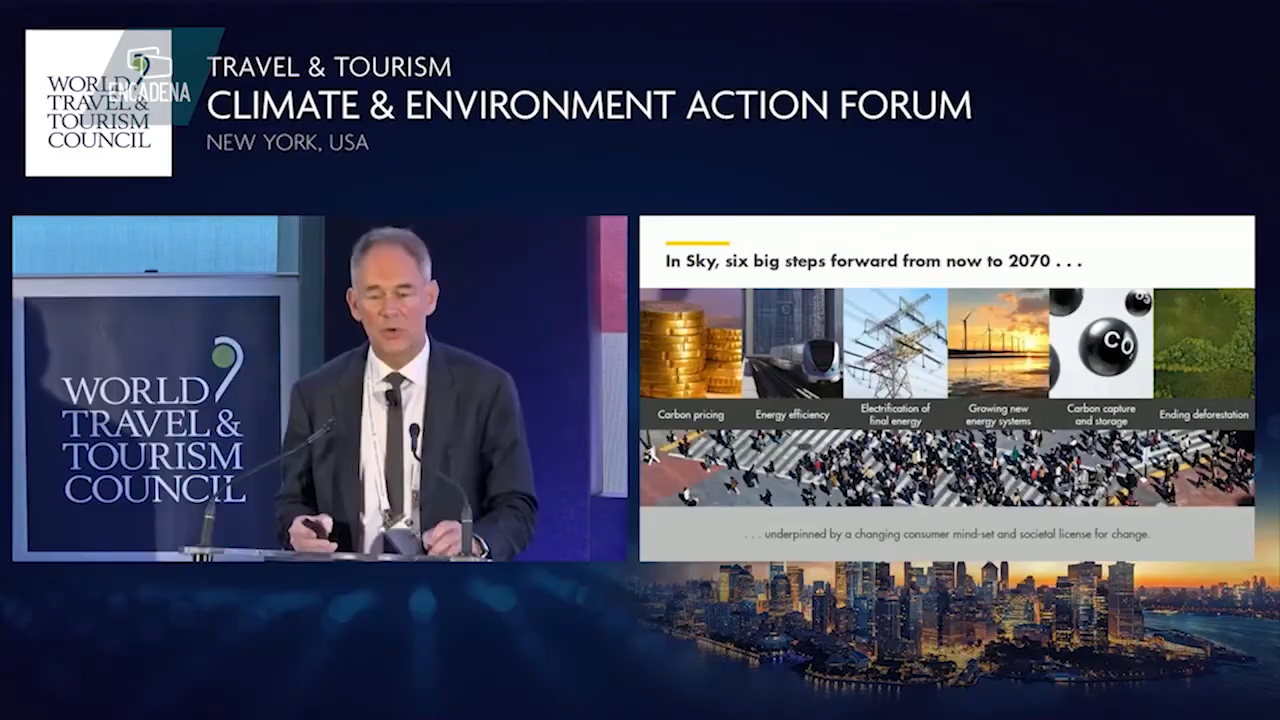 WORLD
TRAVEL &
TOURISM
COUNCIL
ENCADENA
TRAVEL & TOURISM
CLIMATE & ENVIRONMENT ACTION FORUM
NEW YORK, USA
WORLD
TRAVEL &
TOURISM
COUNCIL
In Sky, six big steps forward from now to 2070 . . .
CO
Carbon pricing
Energy efficiency
Electrification of
final energy
Growing new
energy systems
Carbon capture
and storage
Ending deforestation
. . . underpinned by a changing consumer mind-set and societal license for change.